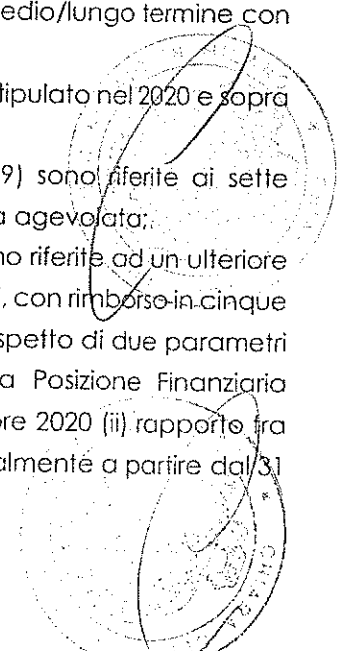 edio/lungo termine con
tipulato nel 2020 e sopra
9) sono riferite ai sette
a agevolata;
no riferite ad un ulteriore
, con rimborso in cinque
spetto di due parametri
a Posizione Finanziaria
re 2020 (ii) rapporto fra
almente a partire dal 31
CHIARA